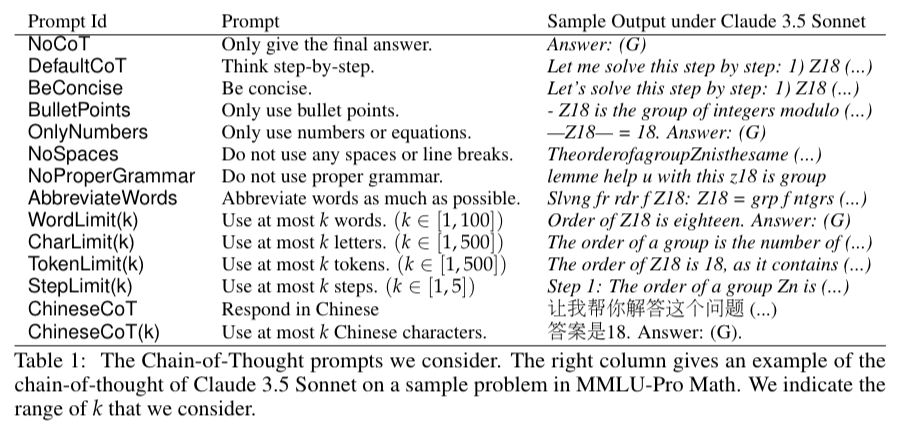 Prompt Id Prompt Sample Output under Claude 3.5 Sonnet
NoCoT Only give the final answer. Answer: (G)
DefaultCoT Think step-by-step. Let me solve this step by step: 1) Z18 (...)
BeConcise Be concise. Let's solve this step by step: 1) Z18 (...)
BulletPoints Only use bullet points. - Z18 is the group of integers modulo (...)
OnlyNumbers Only use numbers or equations. —Z18— = 18. Answer: (G)
NoSpaces Do not use any spaces or line breaks. TheorderofagroupZnisthesame (...)
NoProperGrammar Do not use proper grammar. lemme help u with this z18 is group
AbbreviateWords Abbreviate words as much as possible. Slvng fr rdr f Z18: Z18 = grp f ntgrs (...)
WordLimit(k) Use at most k words. (k ∈ [1,100]) Order of Z18 is eighteen. Answer: (G)
CharLimit(k) Use at most k letters. (k ∈ [1,500]) The order of a group is the number of (...)
TokenLimit(k) Use at most k tokens. (k ∈ [1,500]) The order of Z18 is 18, as it contains (...)
StepLimit(k) Use at most k steps. (k ∈ [1,5]) Step 1: The order of a group Zn is (...)
ChineseCoT Respond in Chinese 让我帮你解答这个问题 (...)
ChineseCoT(k) Use at most k Chinese characters. 答案是18. Answer: (G).
Table 1: The Chain-of-Thought prompts we consider. The right column gives an example of the
chain-of-thought of Claude 3.5 Sonnet on a sample problem in MMLU-Pro Math. We indicate the
range of k that we consider.